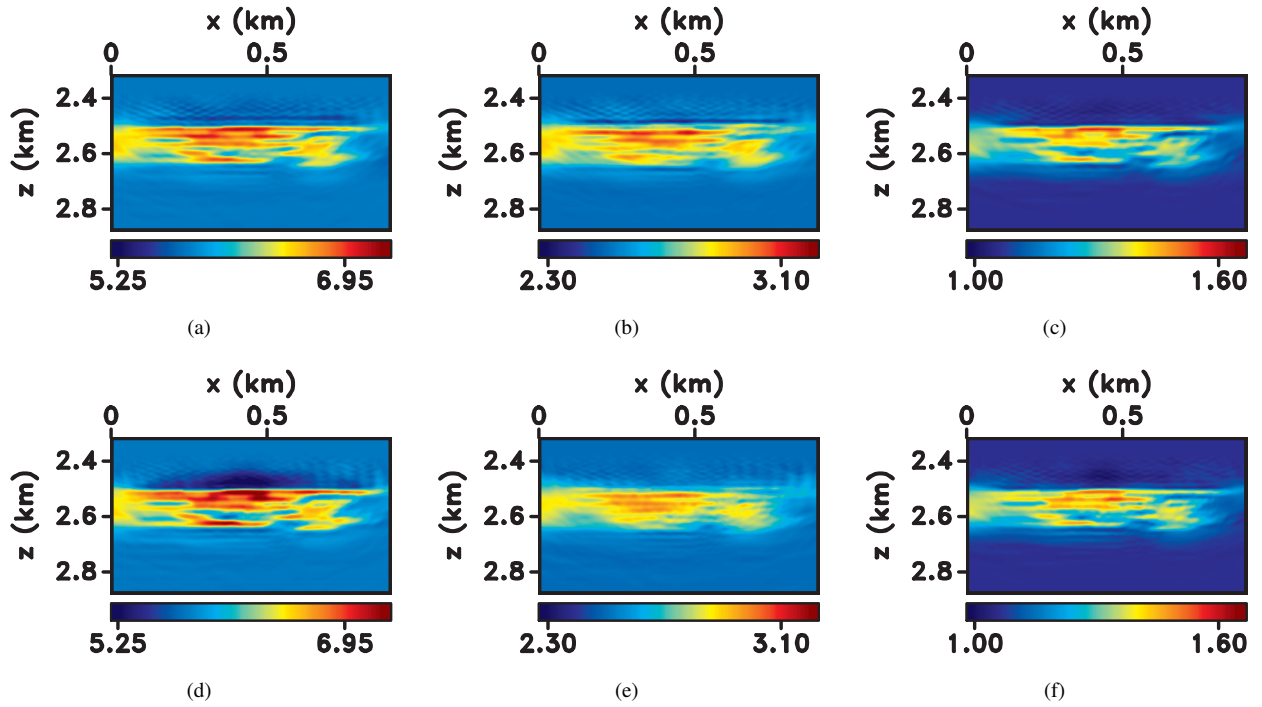 x (km) x (km) x (km)
0 0.5 0 0.5 0 0.5
2.4 2.4 2.4
z (km) z (km) z (km)
2.6 2.6 2.6
2.8 2.8 2.8
5.25 6.95 2.30 3.10 1.00 1.60
(a) (b) (c)
x (km) x (km) x (km)
0 0.5 0 0.5 0 0.5
2.4 2.4 2.4
z (km) z (km) z (km)
2.6 2.6 2.6
2.8 2.8 2.8
5.25 6.95 2.30 3.10 1.00 1.60
(d) (e) (f)